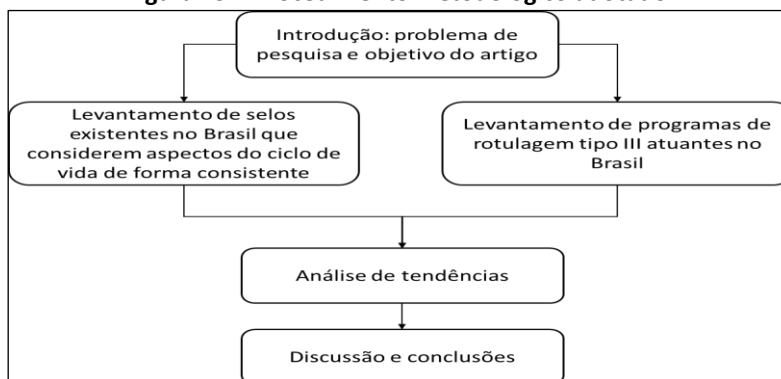 Introdução: problema de
pesquisa e objetivo do artigo
Levantamento de selos
existentes no Brasil que
considerem aspectos do ciclo de
vida de forma consistente
Levantamento de programas de
rotulagem tipo III atuantes no
Brasil
Análise de tendências
Discussão e conclusões